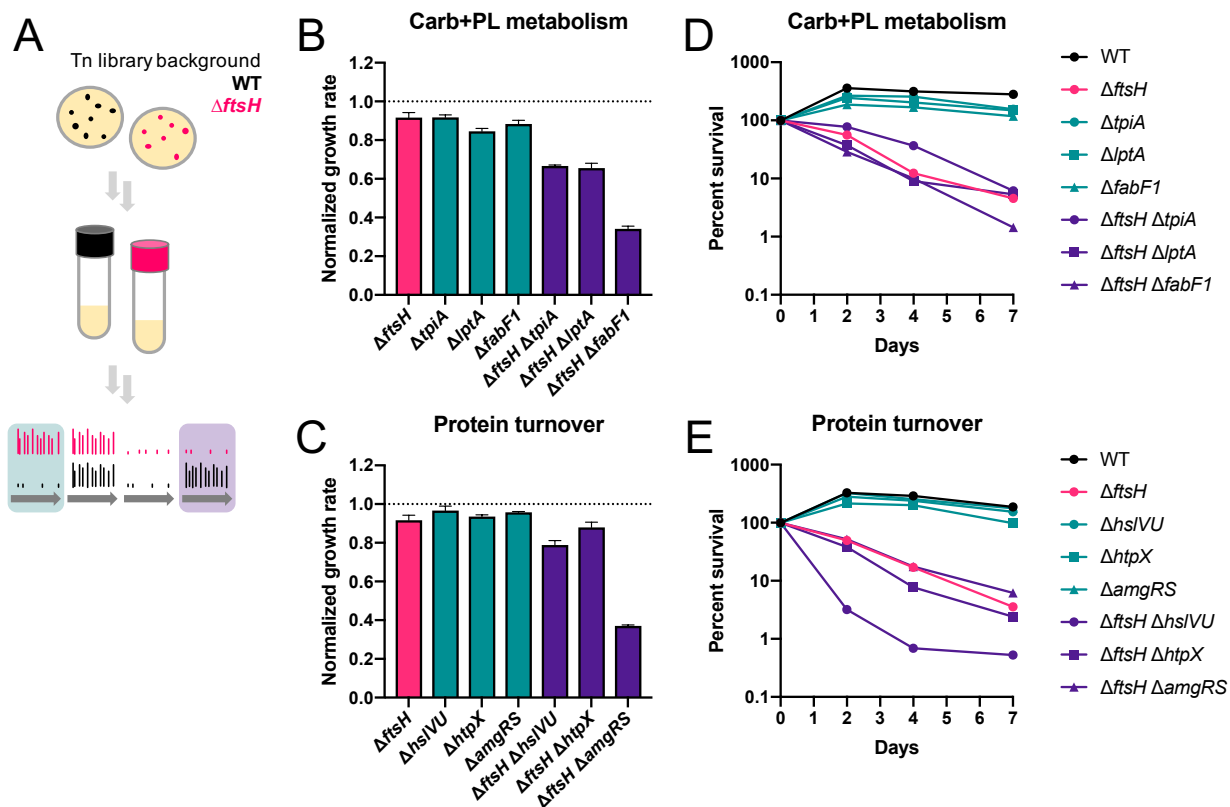 A
Tn library background
WT
ΔftsH
B
Carb+PL metabolism
Normalized growth rate
1.2
1.0
0.8
0.6
0.4
0.2
0.0
ΔftsH
ΔtpiA
ΔlptA
ΔfabF1
ΔftsH ΔtpiA
ΔftsH ΔlptA
ΔftsH ΔfabF1
C
Protein turnover
Normalized growth rate
1.2
1.0
0.8
0.6
0.4
0.2
0.0
ΔftsH
ΔhslVU
ΔhtpX
ΔamgRS
ΔftsH ΔhslVU
ΔftsH ΔhtpX
ΔftsH ΔamgRS
D
Carb+PL metabolism
Percent survival
1000
100
10
1
0.1
0 1 2 3 4 5 6 7
Days
WT
ΔftsH
ΔtpiA
ΔlptA
ΔfabF1
ΔftsH ΔtpiA
ΔftsH ΔlptA
ΔftsH ΔfabF1
E
Protein turnover
Percent survival
1000
100
10
1
0.1
0 1 2 3 4 5 6 7
Days
WT
ΔftsH
ΔhslVU
ΔhtpX
ΔamgRS
ΔftsH ΔhslVU
ΔftsH ΔhtpX
ΔftsH ΔamgRS